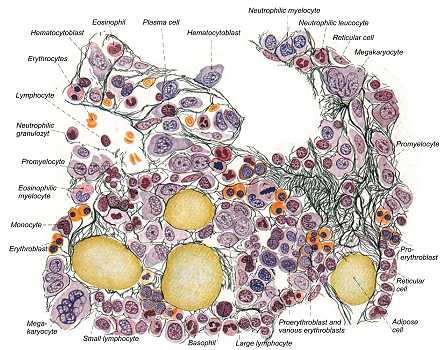 Neutrophilic myelocyte
Eosinophil
Plasma cell
Neutrophilic leucocyte
Hematoctoblast
Hematocytoblast
Reticular cell
Megakaryocyte
Erythrocytes
Lymphocyte
Neutrophilic
granulozyt
Promyelocyte
Promyelocyte
Eosinophilic
myelocyte
Monocyte
Erythroblast
Pro-
erythroblast
Reticular
cell
Mega-
karyocyte
Small lymphocyte
Basophil
Large lymphocyte
Proerythroblast and
various erythroblasts
Adipose
cell